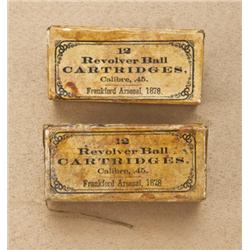 12
Revolver Ball
CARTRIDGES.
Calibre, .45.
Frankford Arsenal, 1878.
12
Revolver Ball
CARTRIDGES.
Calibre, .45.
Frankford Arsenal, 1878